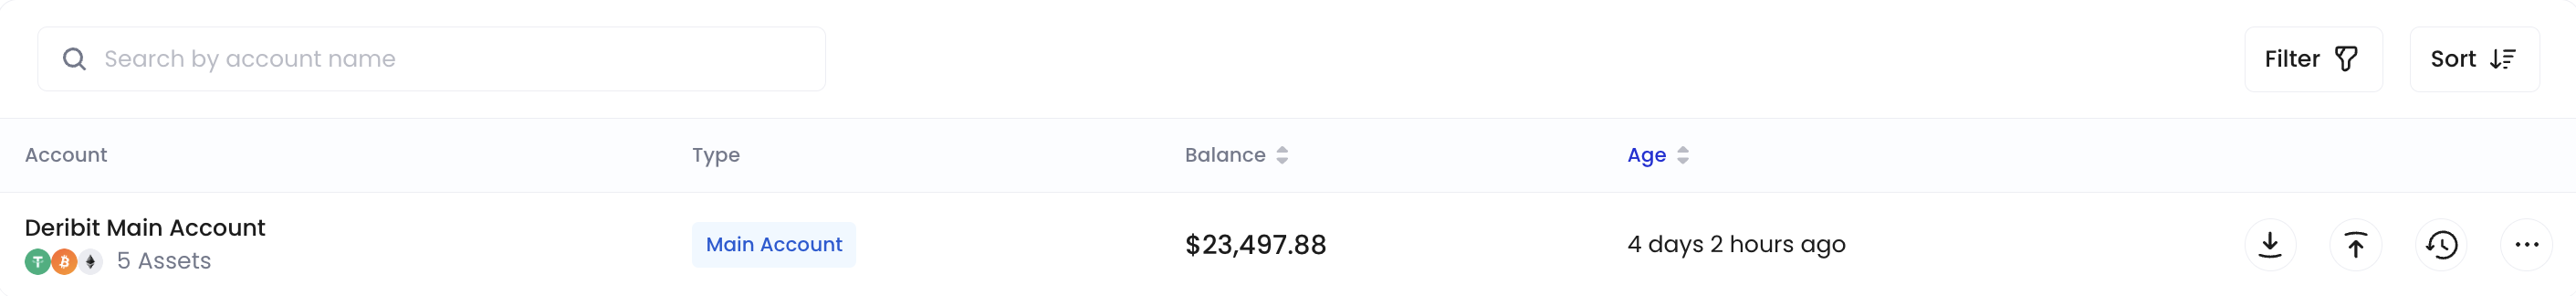 Search by account name
Filter
Sort
Account Type Balance Age
Deribit Main Account
5 Assets
Main Account
$23,497.88
4 days 2 hours ago